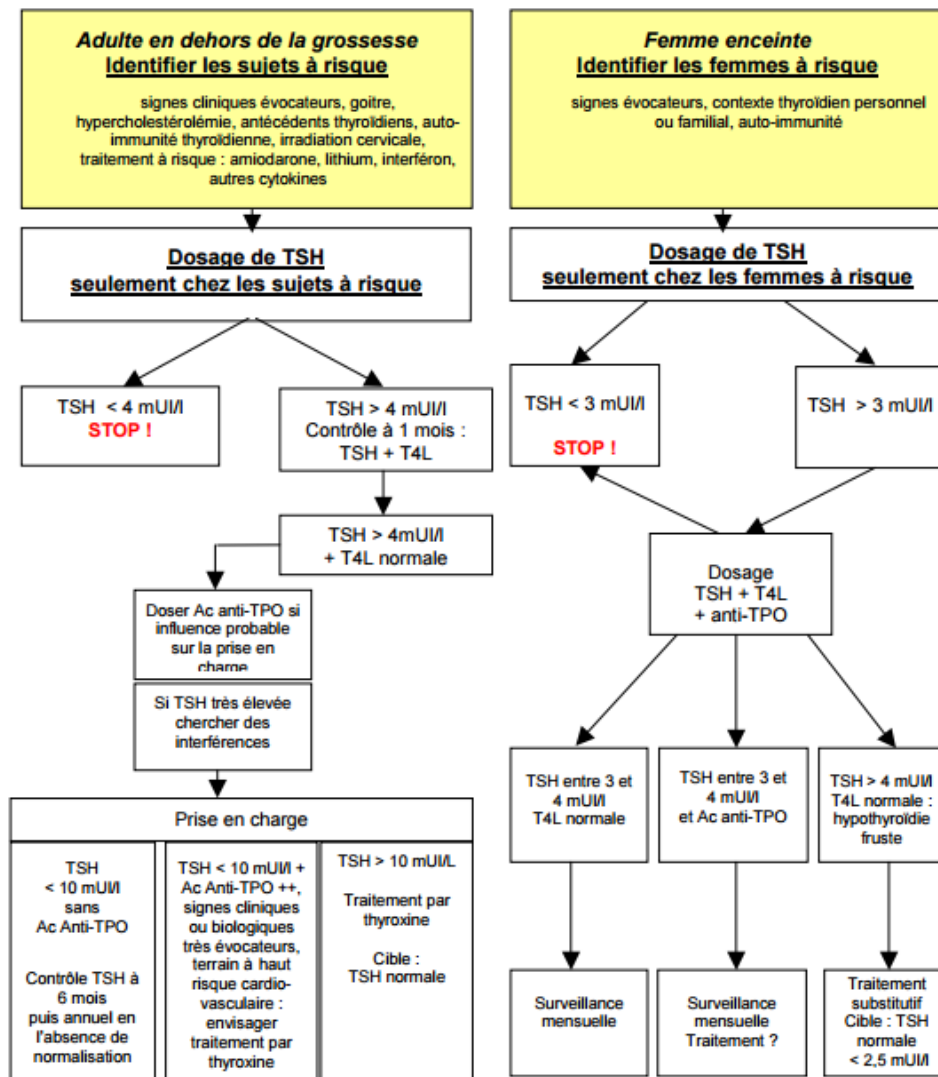 Adulte en dehors de la grossesse
Identifier les sujets à risque
signes cliniques évocateurs, goitre,
hypercholestérolémie, antécédents thyroïdiens, auto-
immunité thyroïdienne, irradiation cervicale,
traitement à risque : amiodarone, lithium, interféron,
autres cytokines
Dosage de TSH
seulement chez les sujets à risque
TSH < 4 mUI/l
STOP !
TSH > 4 mUI/l
Contrôle à 1 mois :
TSH + T4L
TSH > 4mUI/l
+ T4L normale
Doser Ac anti-TPO si
influence probable
sur la prise en
charge
Si TSH très élevée
chercher des
interférences
Prise en charge
TSH
< 10 mUI/l
sans
Ac Anti-TPO
Contrôle TSH à
6 mois
puis annuel en
l'absence de
normalisation
TSH < 10 mUI/l +
Ac Anti-TPO ++,
signes cliniques
ou biologiques
très évocateurs,
terrain à haut
risque cardio-
vasculaire :
envisager
traitement par
thyroxine
TSH > 10 mUI/L
Traitement par
thyroxine
Cible :
TSH normale
Femme enceinte
Identifier les femmes à risque
signes évocateurs, contexte thyroïdien personnel
ou familial, auto-immunité
Dosage de TSH
seulement chez les femmes à risque
TSH < 3 mUI/l
STOP !
TSH > 3 mUI/l
Dosage
TSH + T4L
+ anti-TPO
TSH entre 3 et
4 mUI/l
T4L normale
TSH entre 3 et
4 mUI/l
et Ac anti-TPO
TSH > 4 mUI/l
T4L normale :
hypothyroïdie
fruste
Surveillance
mensuelle
Surveillance
mensuelle
Traitement ?
Traitement
substitutif
Cible : TSH
normale
< 2,5 mUI/l